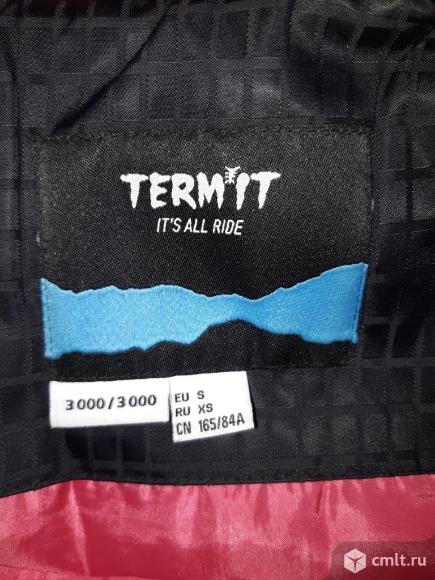 TERMIT
IT'S ALL RIDE
3000/3000
EU S
RU XS
CN 165/84A
cmlt.ru